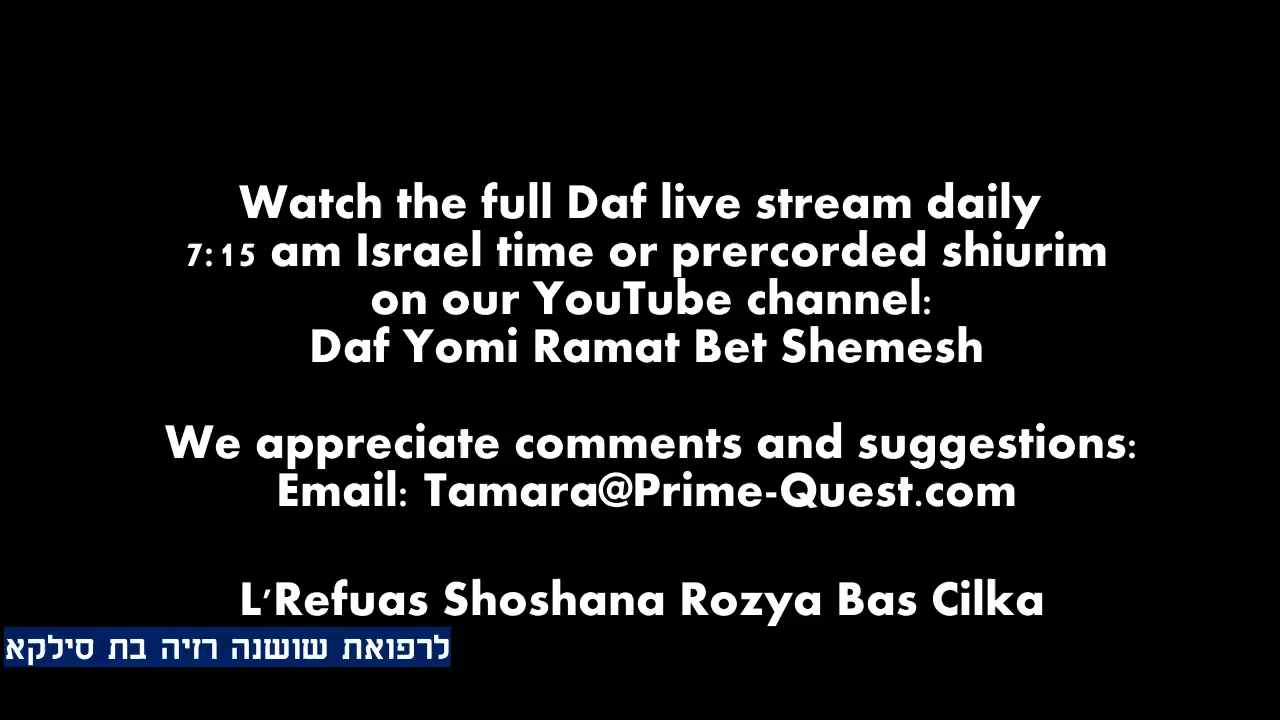 Watch the full Daf live stream daily
7:15 am Israel time or prercorded shiurim
on our YouTube channel:
Daf Yomi Ramat Bet Shemesh
We appreciate comments and suggestions:
Email: Tamara@Prime-Quest.com
L'Refuas Shoshana Rozya Bas Cilka
לרפואת שושנה רזיה בת סילקא